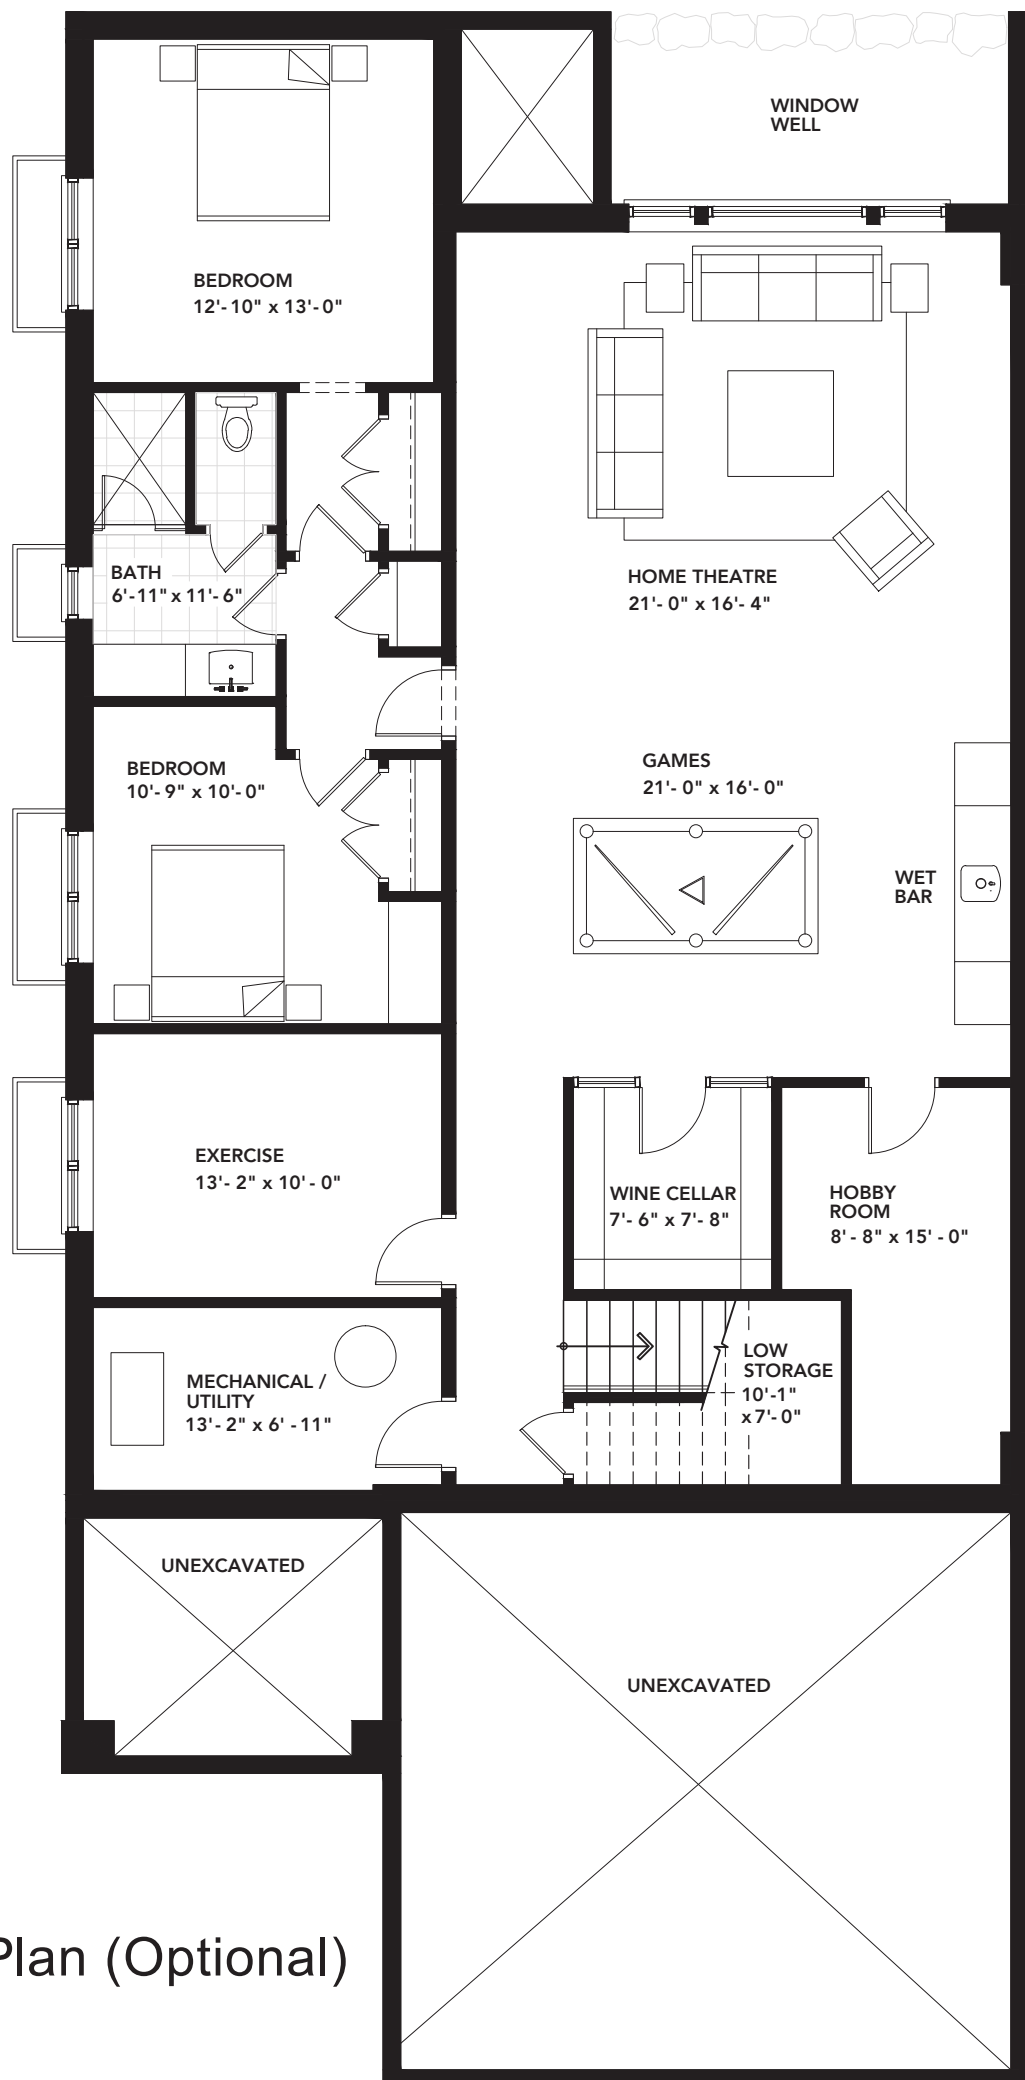 WINDOW
WELL
BEDROOM
12'-10" x 13'-0"
BATH
6'-11" x 11'-6"
HOME THEATRE
21'-0" x 16'-4"
GAMES
21'-0" x 16'-0"
BEDROOM
10'-9" x 10'-0"
WET
BAR
EXERCISE
13'-2" x 10'-0"
WINE CELLAR
7'-6" x 7'-8"
HOBBY
ROOM
8'-8" x 15'-0"
MECHANICAL /
UTILITY
13'-2" x 6'-11"
LOW
STORAGE
10'-1"
x 7'-0"
UNEXCAVATED
UNEXCAVATED
Plan (Optional)